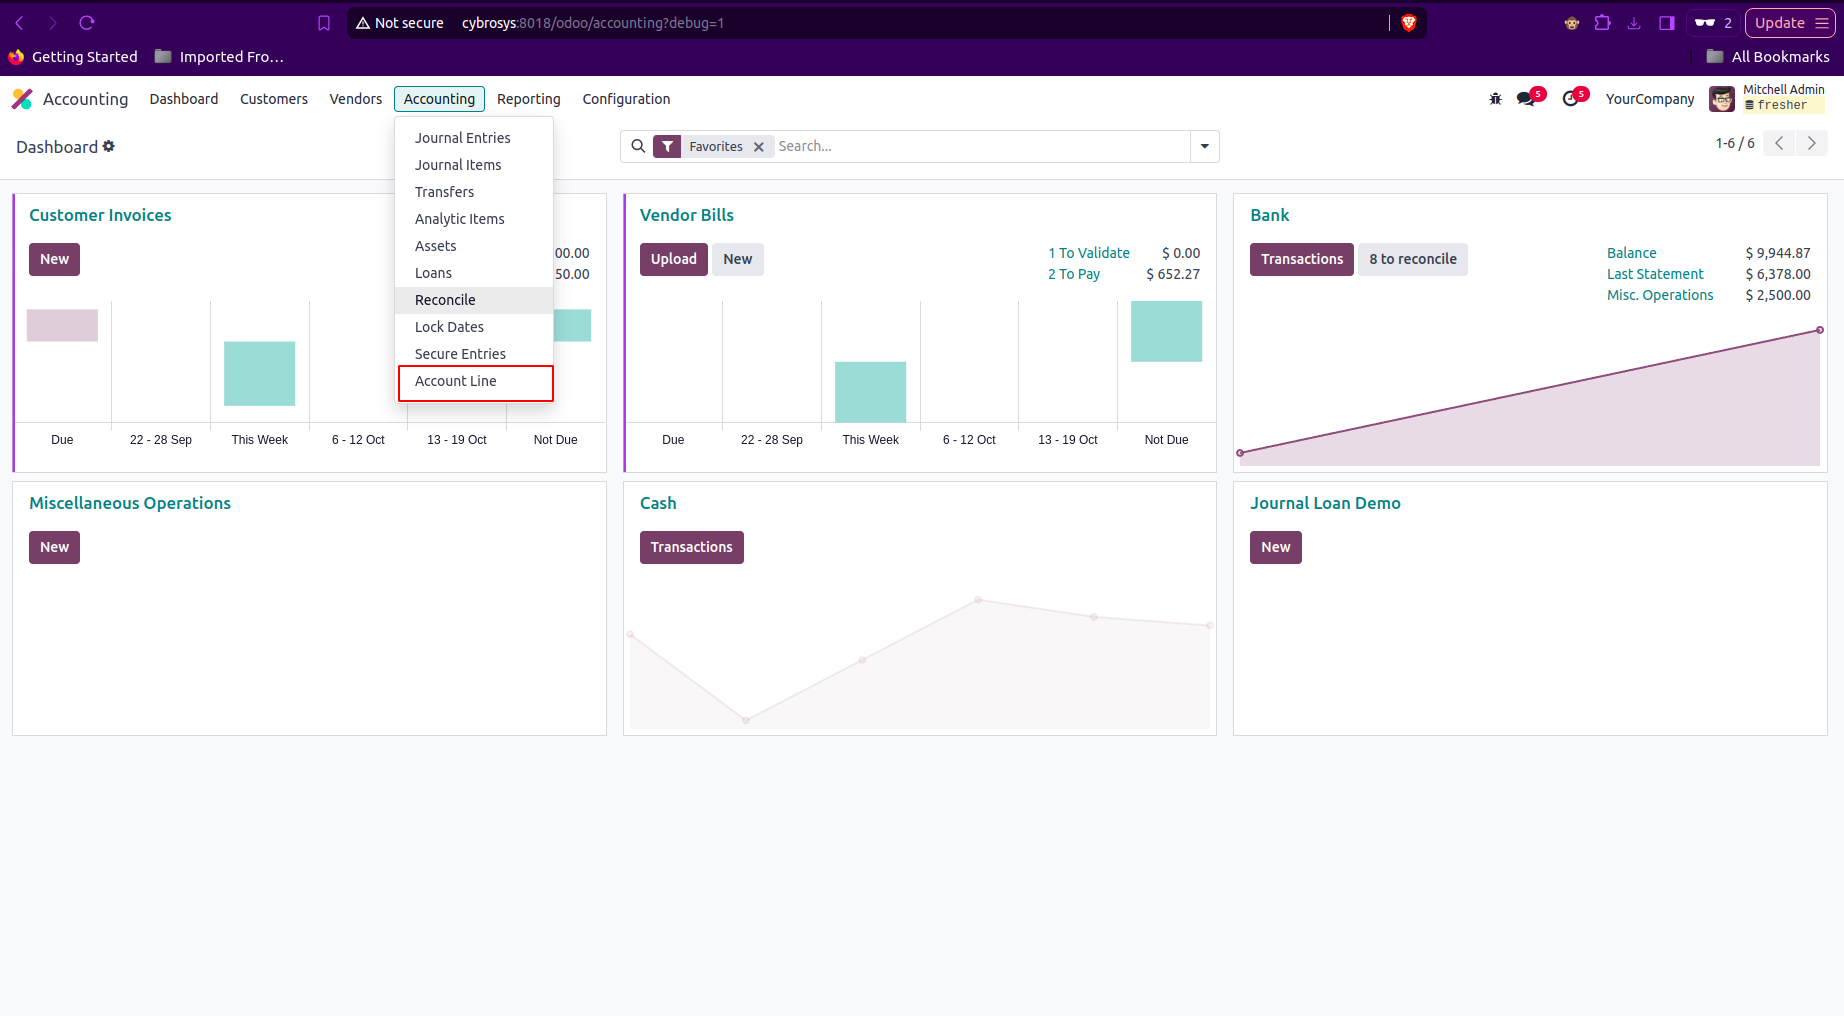 Not secure cybrosys:8018/odoo/accounting?debug=1 2 Update
Getting Started Imported Fro... All Bookmarks
Accounting Dashboard Customers Vendors Accounting Reporting Configuration 5 5 YourCompany Mitchell Admin
fresher
Dashboard Favorites Search... 1-6 / 6
Journal Entries
Journal Items
Transfers
Analytic Items
Assets
Loans
Reconcile
Lock Dates
Secure Entries
Account Line
Customer Invoices
New
00.00
50.00
Due 22 - 28 Sep This Week 6 - 12 Oct 13 - 19 Oct Not Due
Vendor Bills
Upload New
1 To Validate $ 0.00
2 To Pay $ 652.27
Due 22 - 28 Sep This Week 6 - 12 Oct 13 - 19 Oct Not Due
Bank
Transactions 8 to reconcile
Balance $ 9,944.87
Last Statement $ 6,378.00
Misc. Operations $ 2,500.00
Miscellaneous Operations
New
Cash
Transactions
Journal Loan Demo
New